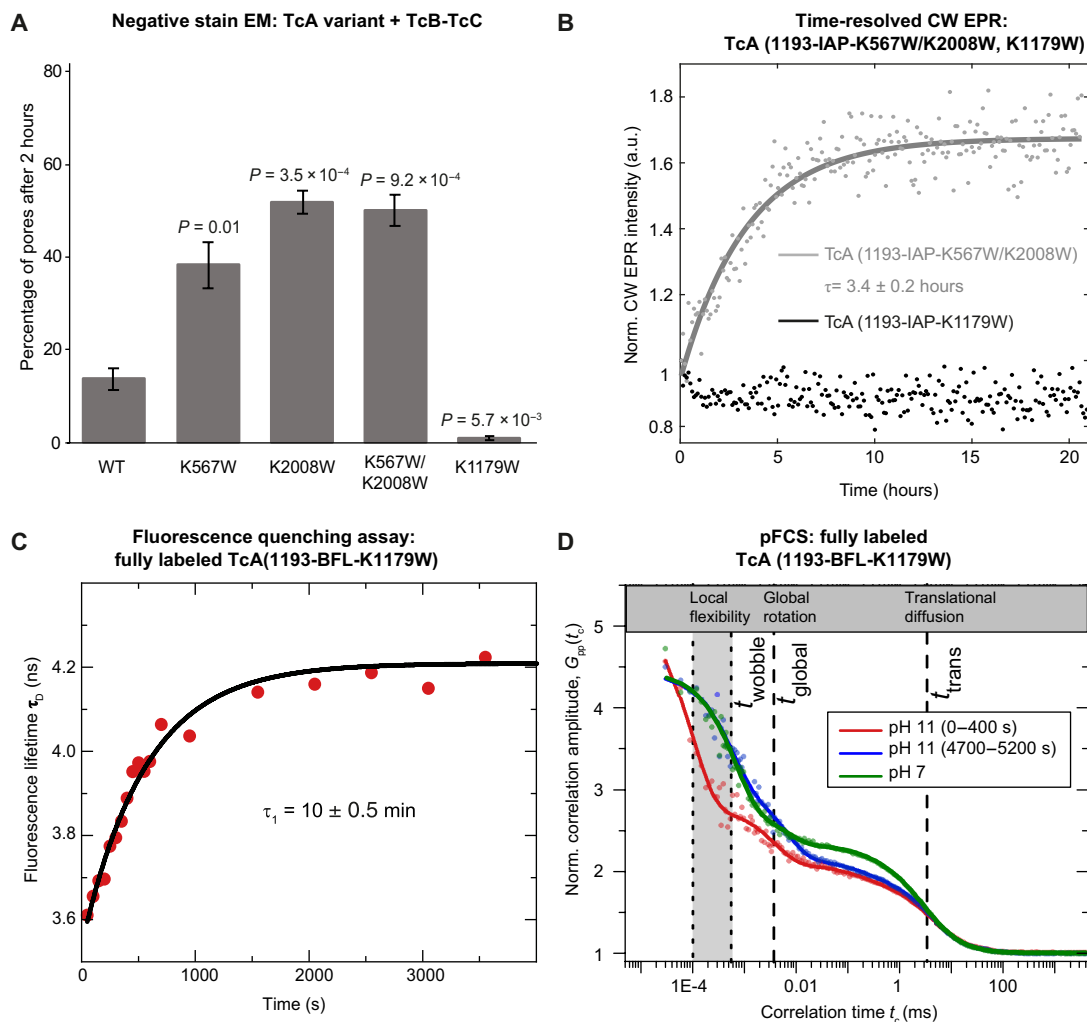 A
Negative stain EM: TcA variant + TcB-TcC
Percentage of pores after 2 hours
80
60
40
20
0
P = 0.01
P = 3.5 × 10⁻⁴
P = 9.2 × 10⁻⁴
P = 5.7 × 10⁻³
WT
K567W
K2008W
K567W/
K2008W
K1179W
B
Time-resolved CW EPR:
TcA (1193-IAP-K567W/K2008W, K1179W)
Norm. CW EPR intensity (a.u.)
1.8
1.6
1.4
1.2
1
0.8
TcA (1193-IAP-K567W/K2008W)
τ= 3.4 ± 0.2 hours
TcA (1193-IAP-K1179W)
0
5
10
15
20
Time (hours)
C
Fluorescence quenching assay:
fully labeled TcA(1193-BFL-K1179W)
Fluorescence lifetime τD (ns)
4.2
4.0
3.8
3.6
τ₁ = 10 ± 0.5 min
0
1000
2000
3000
Time (s)
D
pFCS: fully labeled
TcA (1193-BFL-K1179W)
Local
flexibility
Global
rotation
Translational
diffusion
Norm. correlation amplitude, Gpp(tc)
5
4
3
2
1
twobble
tglobal
ttrans
pH 11 (0–400 s)
pH 11 (4700–5200 s)
pH 7
1E-4
0.01
1
100
Correlation time tc (ms)